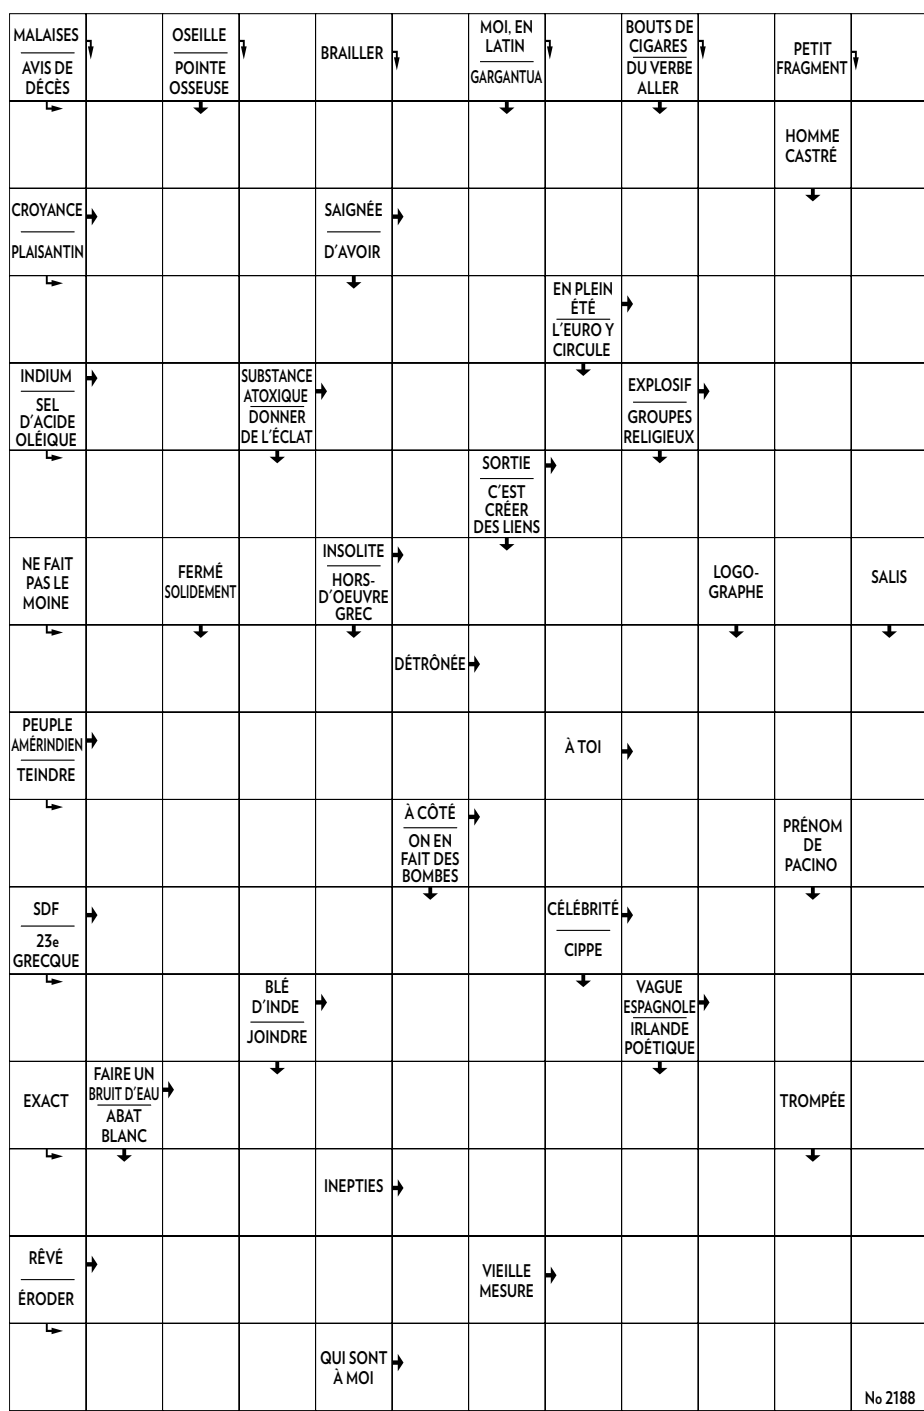 MALAISES
AVIS DE
DÉCÈS
OSEILLE
POINTE
OSSEUSE
BRAILLER
MOI, EN
LATIN
GARGANTUA
BOUTS DE
CIGARES
DU VERBE
ALLER
PETIT
FRAGMENT
HOMME
CASTRÉ
CROYANCE
PLAISANTIN
SAIGNÉE
D'AVOIR
EN PLEIN
ÉTÉ
L'EURO Y
CIRCULE
INDIUM
SEL
D'ACIDE
OLÉIQUE
SUBSTANCE
ATOXIQUE
DONNER
DE L'ÉCLAT
EXPLOSIF
GROUPES
RELIGIEUX
SORTIE
C'EST
CRÉER
DES LIENS
NE FAIT
PAS LE
MOINE
FERMÉ
SOLIDEMENT
INSOLITE
HORS-
D'OEUVRE
GREC
LOGO-
GRAPHE
SALIS
DÉTRÔNÉE
PEUPLE
AMÉRINDIEN
TEINDRE
À TOI
À CÔTÉ
ON EN
FAIT DES
BOMBES
PRÉNOM
DE
PACINO
SDF
23e
GRECQUE
CÉLÉBRITÉ
CIPPE
BLÉ
D'INDE
JOINDRE
VAGUE
ESPAGNOLE
IRLANDE
POÉTIQUE
EXACT
FAIRE UN
BRUIT D'EAU
ABAT
BLANC
TROMPÉE
INEPTIES
RÊVÉ
ÉRODER
VIEILLE
MESURE
QUI SONT
À MOI
No 2188